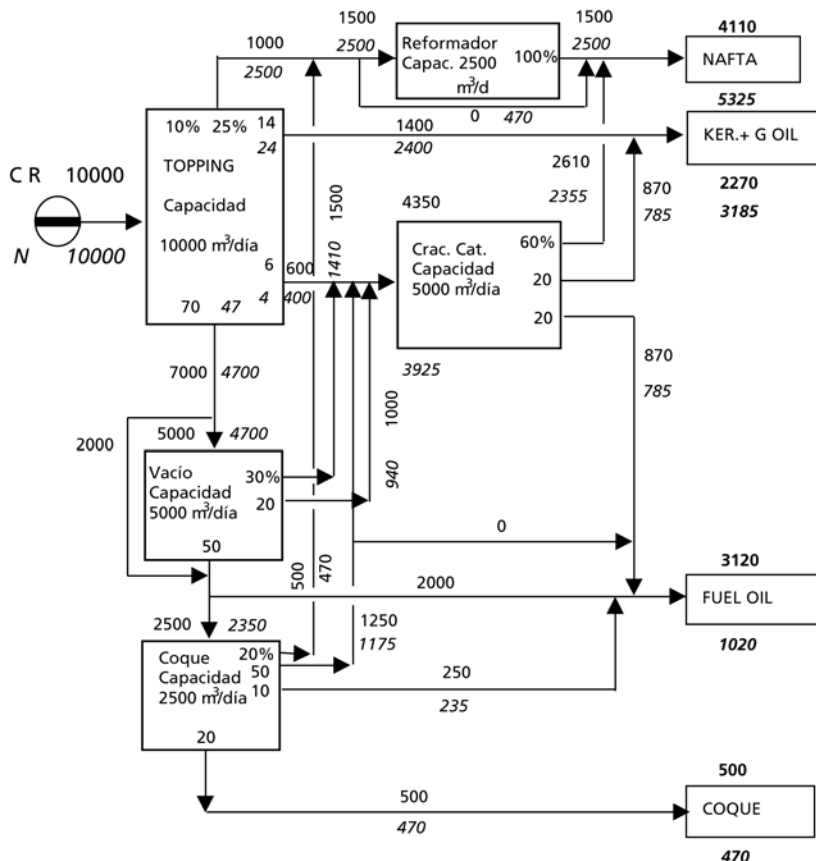 1000
2500
1500
2500
Reformador
Capac. 2500
m³/d
100%
1500
2500
0 470
4110
NAFTA
5325
C R 10000
N 10000
10% 25% 14
24
TOPPING
Capacidad
10000 m³/día
6
4
70 47
1400
2400
KER.+ G OIL
2270
3185
600
400
1500
1410
4350
Crac. Cat.
Capacidad
5000 m³/día
60%
20
20
3925
2610
2355
870
785
870
785
7000 4700
2000
5000 4700
Vacío
Capacidad
5000 m³/día
30%
20
50
1000
940
0
500
470
2000
3120
FUEL OIL
1020
2500 2350
Coque
Capacidad
2500 m³/día
20%
50
10
20
1250
1175
250
235
500
470
500
COQUE
470